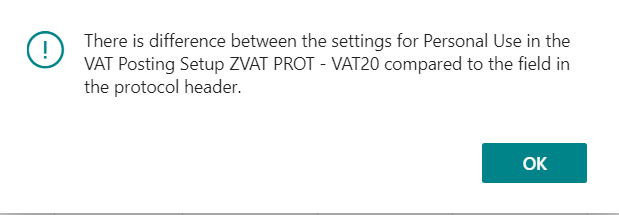 There is difference between the settings for Personal Use in the
VAT Posting Setup ZVAT PROT - VAT20 compared to the field in
the protocol header.
OK